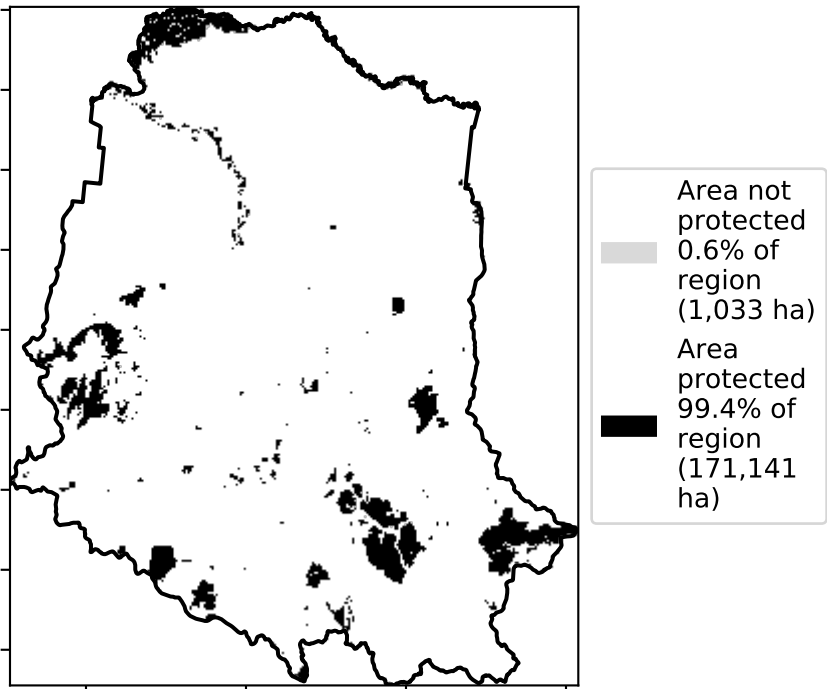 Area not
protected
0.6% of
region
(1,033 ha)
Area
protected
99.4% of
region
(171,141
ha)